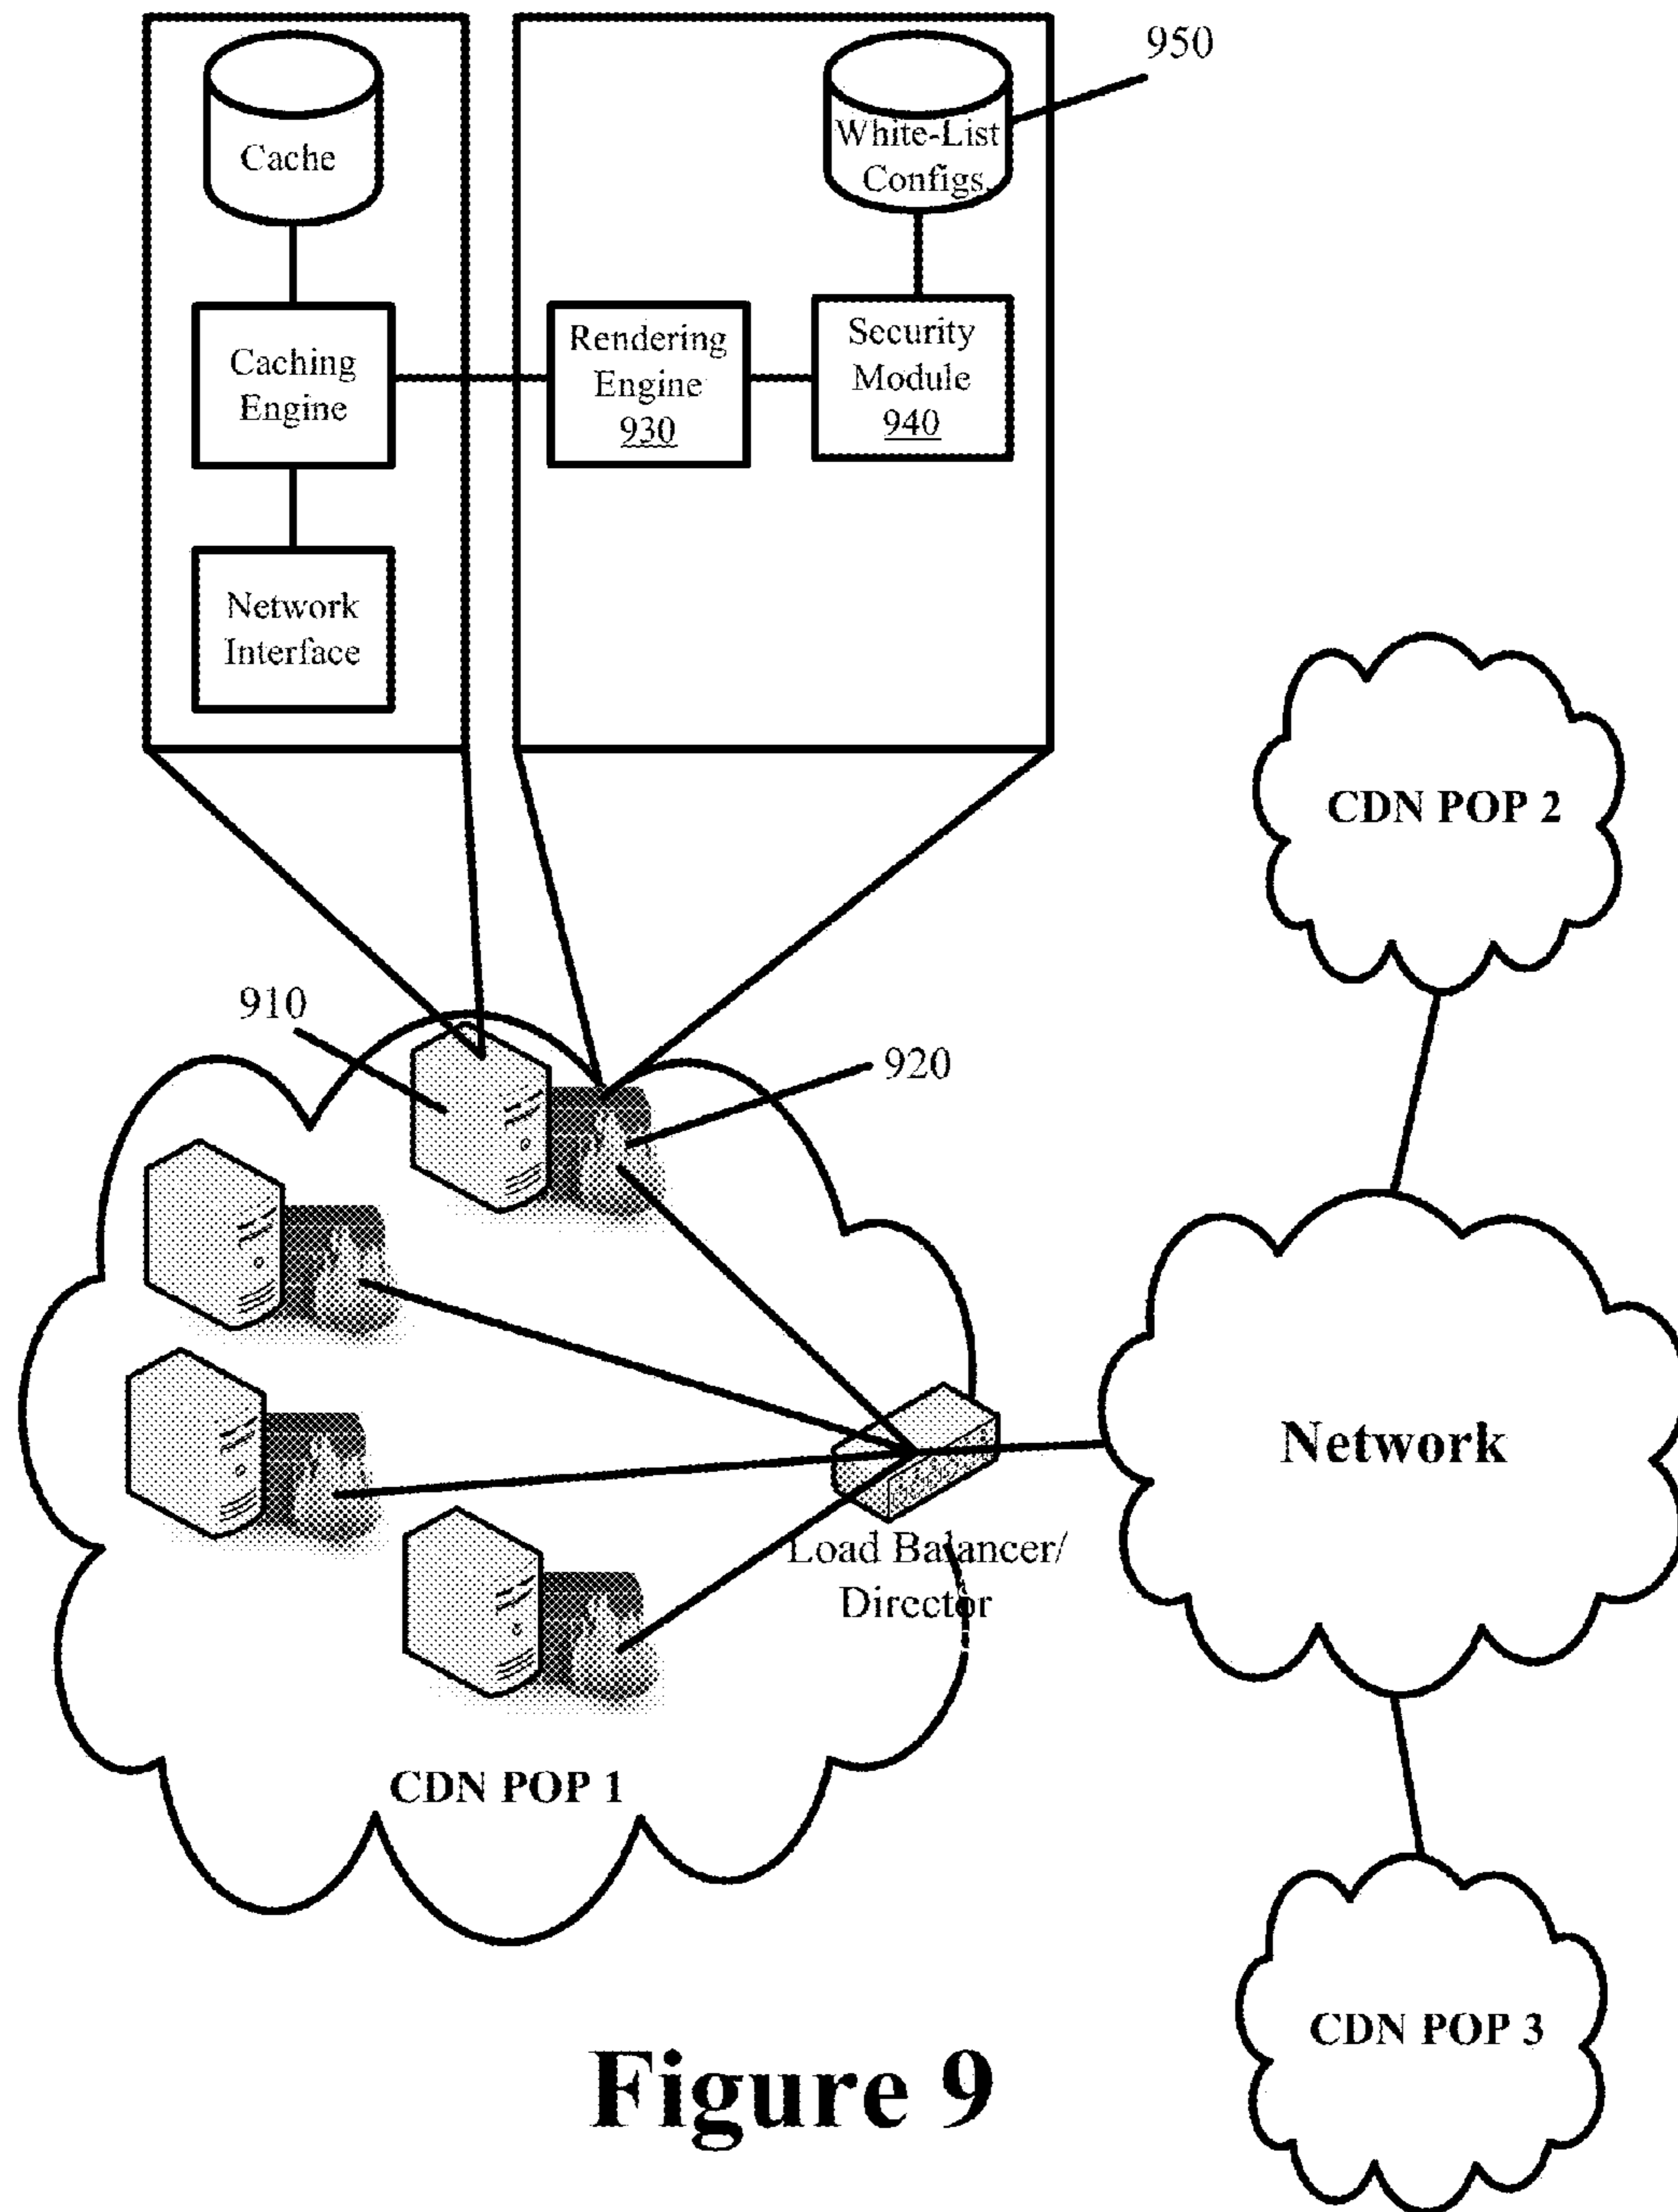 950
Cache
White-List
Configs.
Caching
Engine
Rendering
Engine
930
Security
Module
940
Network
Interface
CDN POP 2
910
920
Network
Load Balancer/
Director
CDN POP 1
CDN POP 3
Figure 9